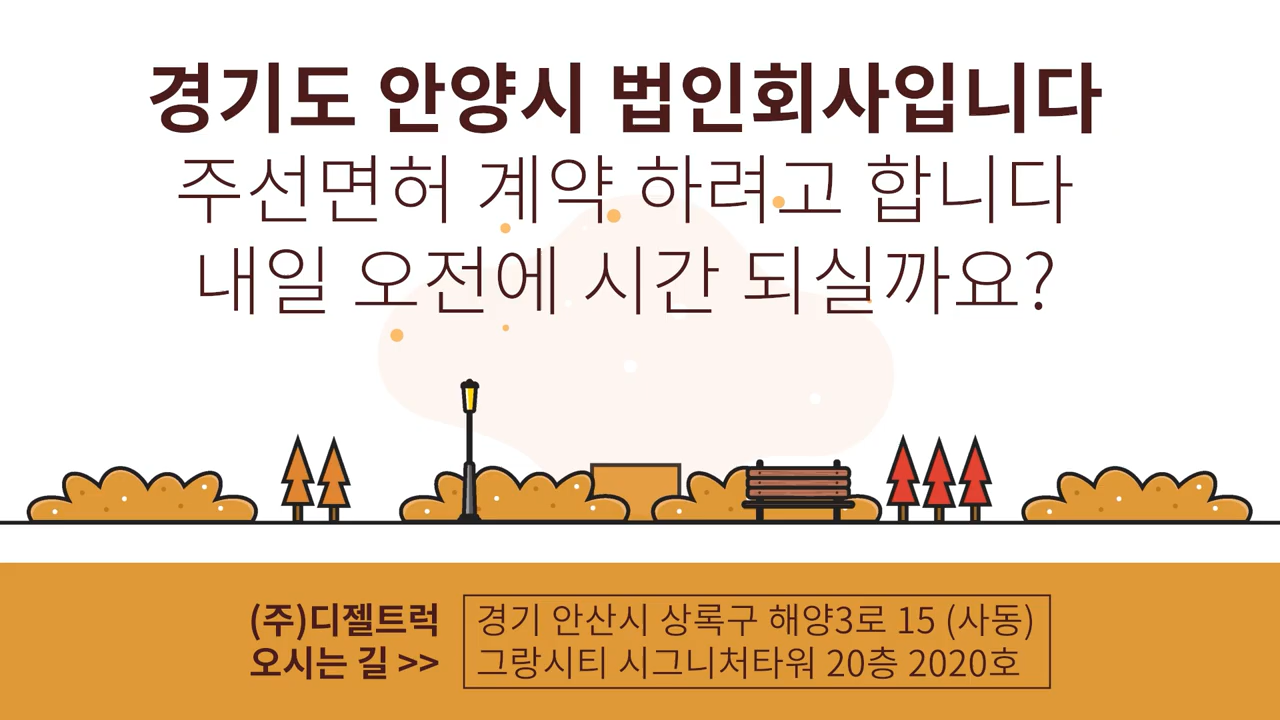 경기도 안양시 법인회사입니다
주선면허 계약 하려고 합니다
내일 오전에 시간 되실까요?
(주)디젤트럭
오시는 길 >>
경기 안산시 상록구 해양3로 15 (사동)
그랑시티 시그니처타워 20층 2020호